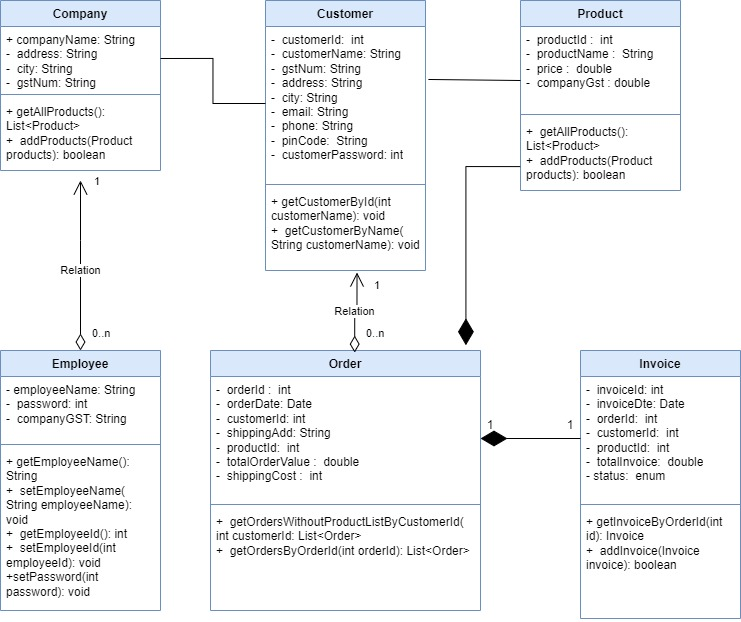 Company
+ companyName: String
- address: String
- city: String
- gstNum: String
+ getAllProducts():
List<Product>
+ addProducts(Product
products): boolean
Customer
- customerId: int
- customerName: String
- gstNum: String
- address: String
- city: String
- email: String
- phone: String
- pinCode: String
- customerPassword: int
+ getCustomerById(int
customerName): void
+ getCustomerByName(
String customerName): void
Product
- productId : int
- productName : String
- price : double
- companyGst : double
+ getAllProducts():
List<Product>
+ addProducts(Product
products): boolean
1
Relation
0..n
1
Relation
0..n
Employee
- employeeName: String
- password: int
- companyGST: String
+ getEmployeeName():
String
+ setEmployeeName(
String employeeName):
void
+ getEmployeeId(): int
+ setEmployeeId(int
employeeId): void
+setPassword(int
password): void
Order
- orderId : int
- orderDate: Date
- customerId: int
- shippingAdd: String
- productId: int
- totalOrderValue : double
- shippingCost : int
+ getOrdersWithoutProductListByCustomerId(
int customerId: List<Order>
+ getOrdersByOrderId(int orderId): List<Order>
1
1
Invoice
- invoiceId: int
- invoiceDte: Date
- orderId: int
- customerId: int
- productId: int
- totalInvoice: double
- status: enum
+ getInvoiceByOrderId(int
id): Invoice
+ addInvoice(Invoice
invoice): boolean